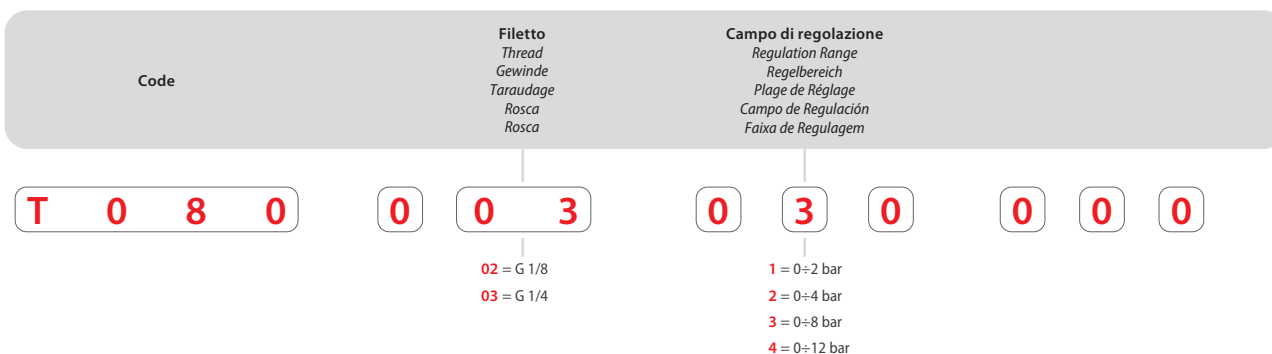 Code
Filetto
Thread
Gewinde
Taraudage
Rosca
Rosca
Campo di regolazione
Regulation Range
Regelbereich
Plage de Réglage
Campo de Regulación
Faixa de Regulagem
T 0 8 0 0 0 3 0 3 0 0 0 0
02 = G 1/8
03 = G 1/4
1 = 0÷2 bar
2 = 0÷4 bar
3 = 0÷8 bar
4 = 0÷12 bar